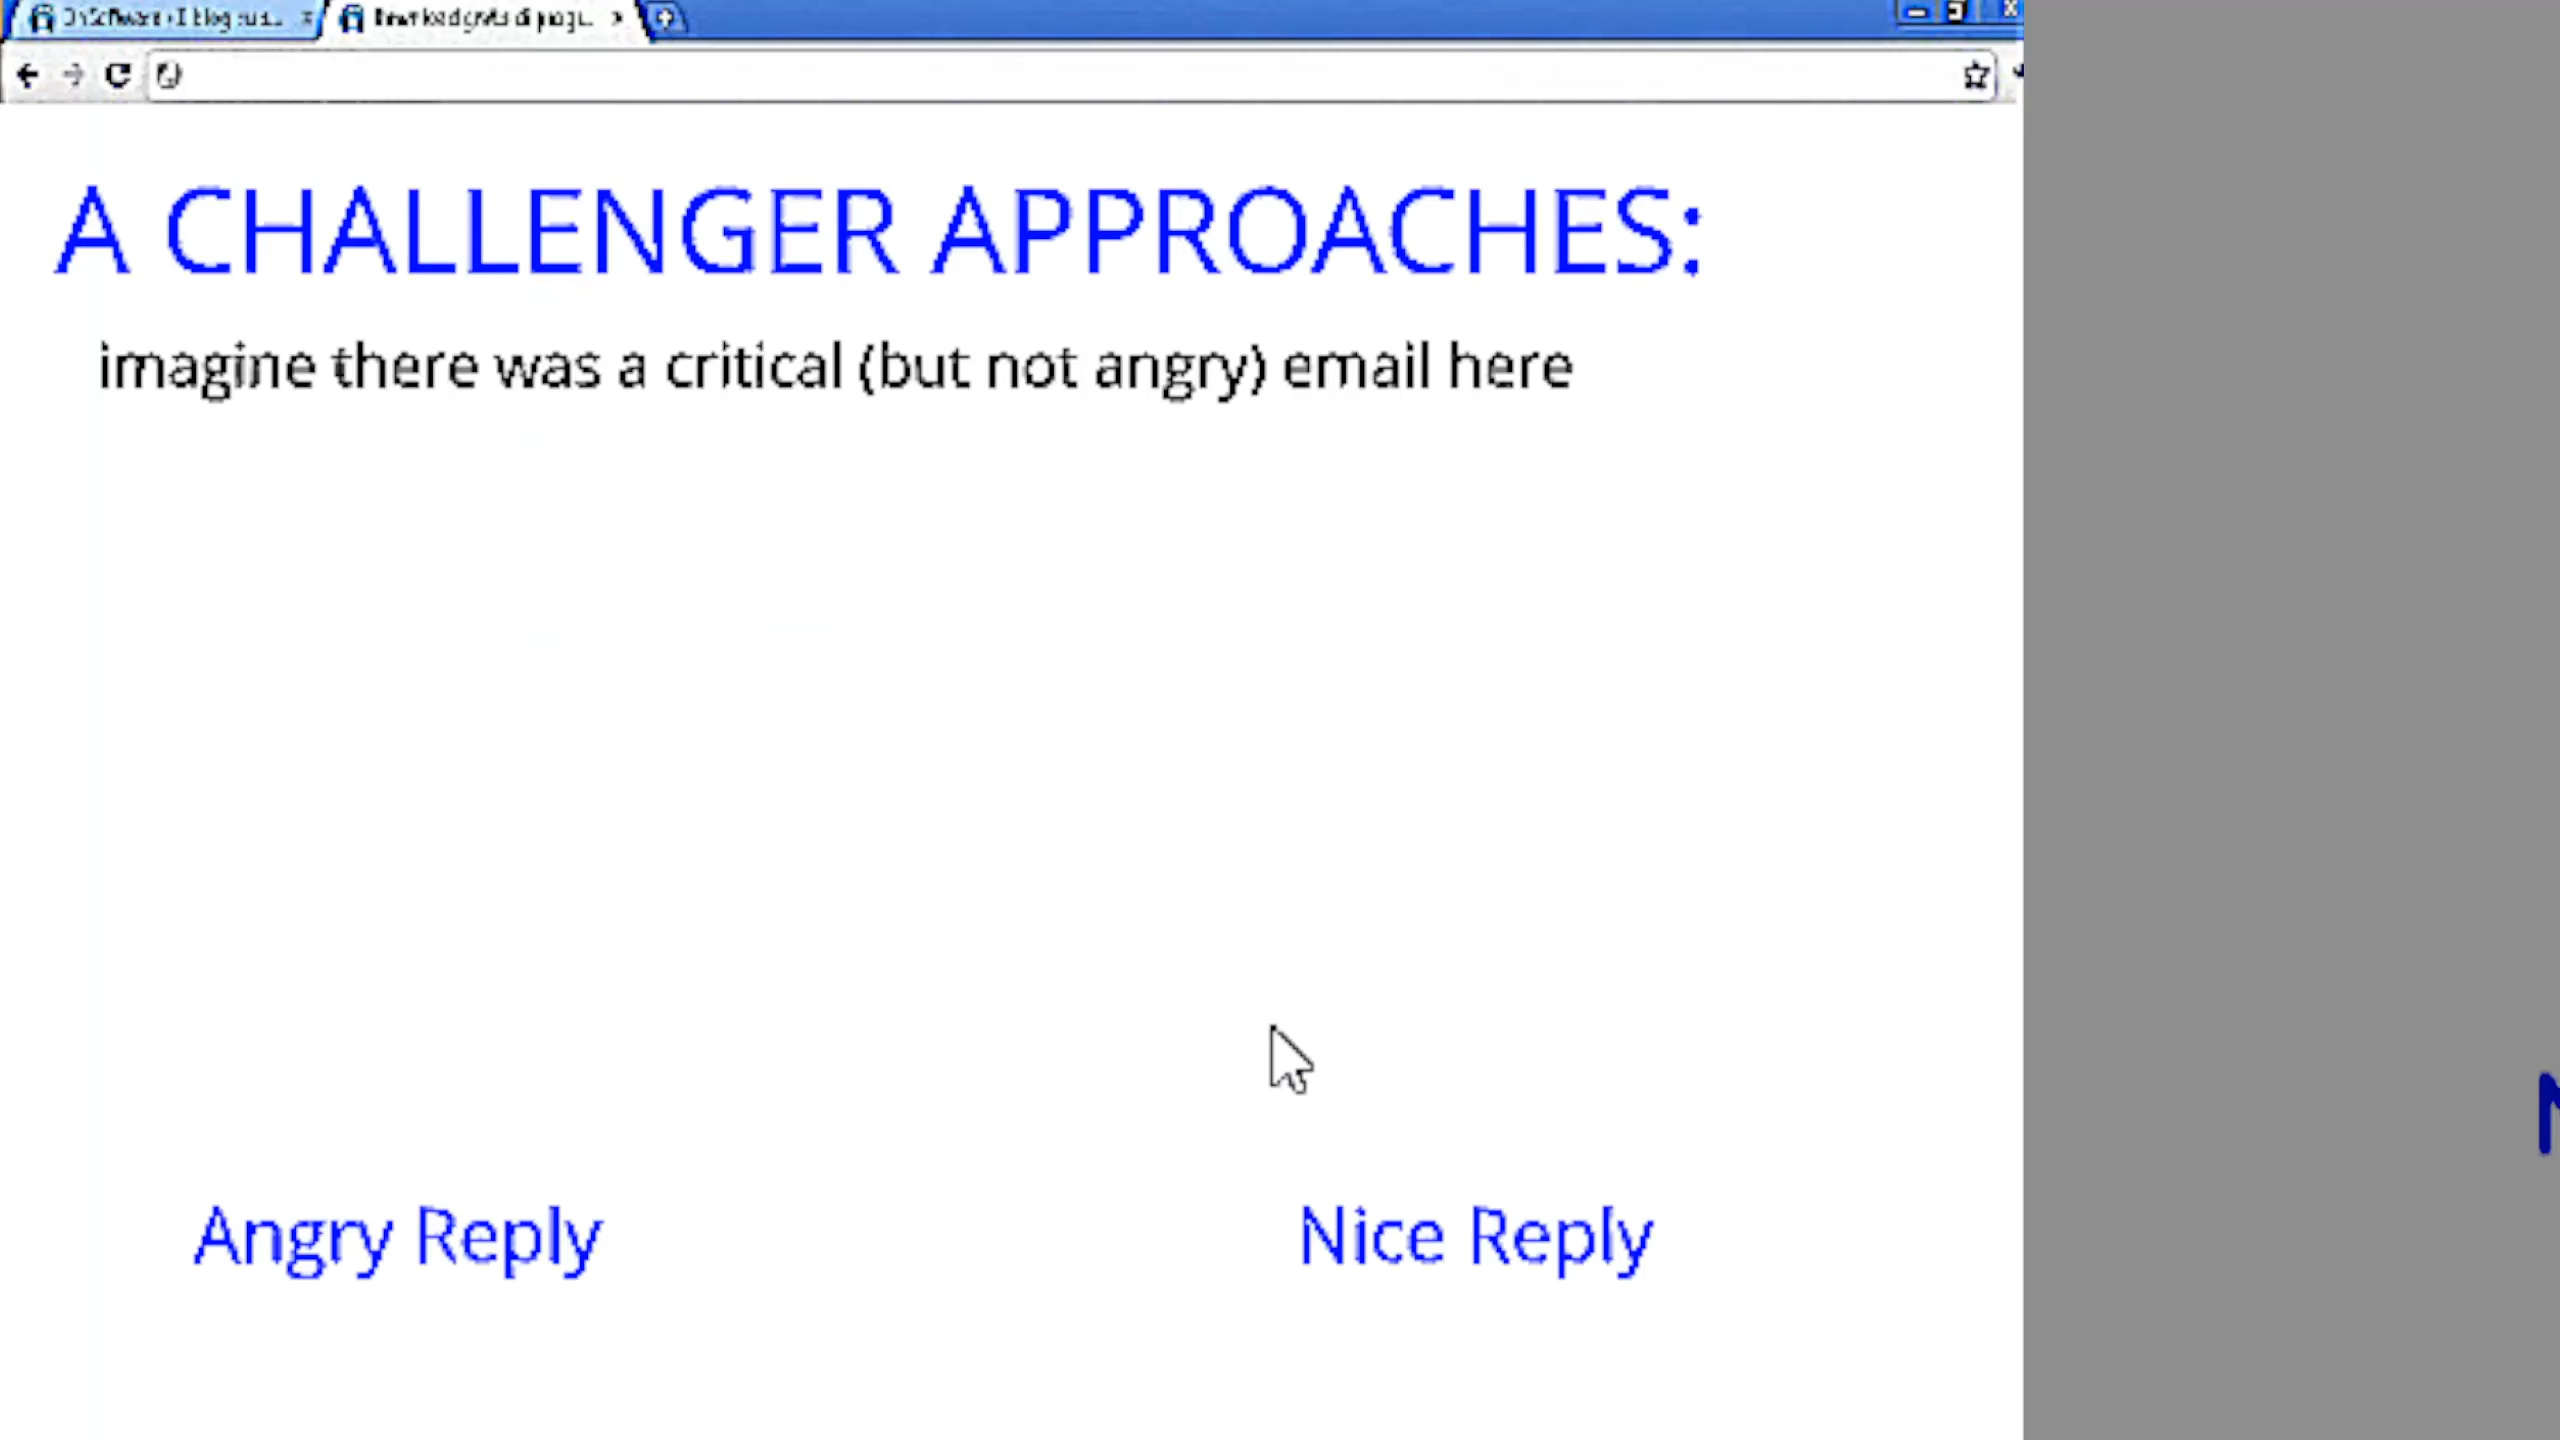 A CHALLENGER APPROACHES:
imagine there was a critical (but not angry) email here
Angry Reply
Nice Reply